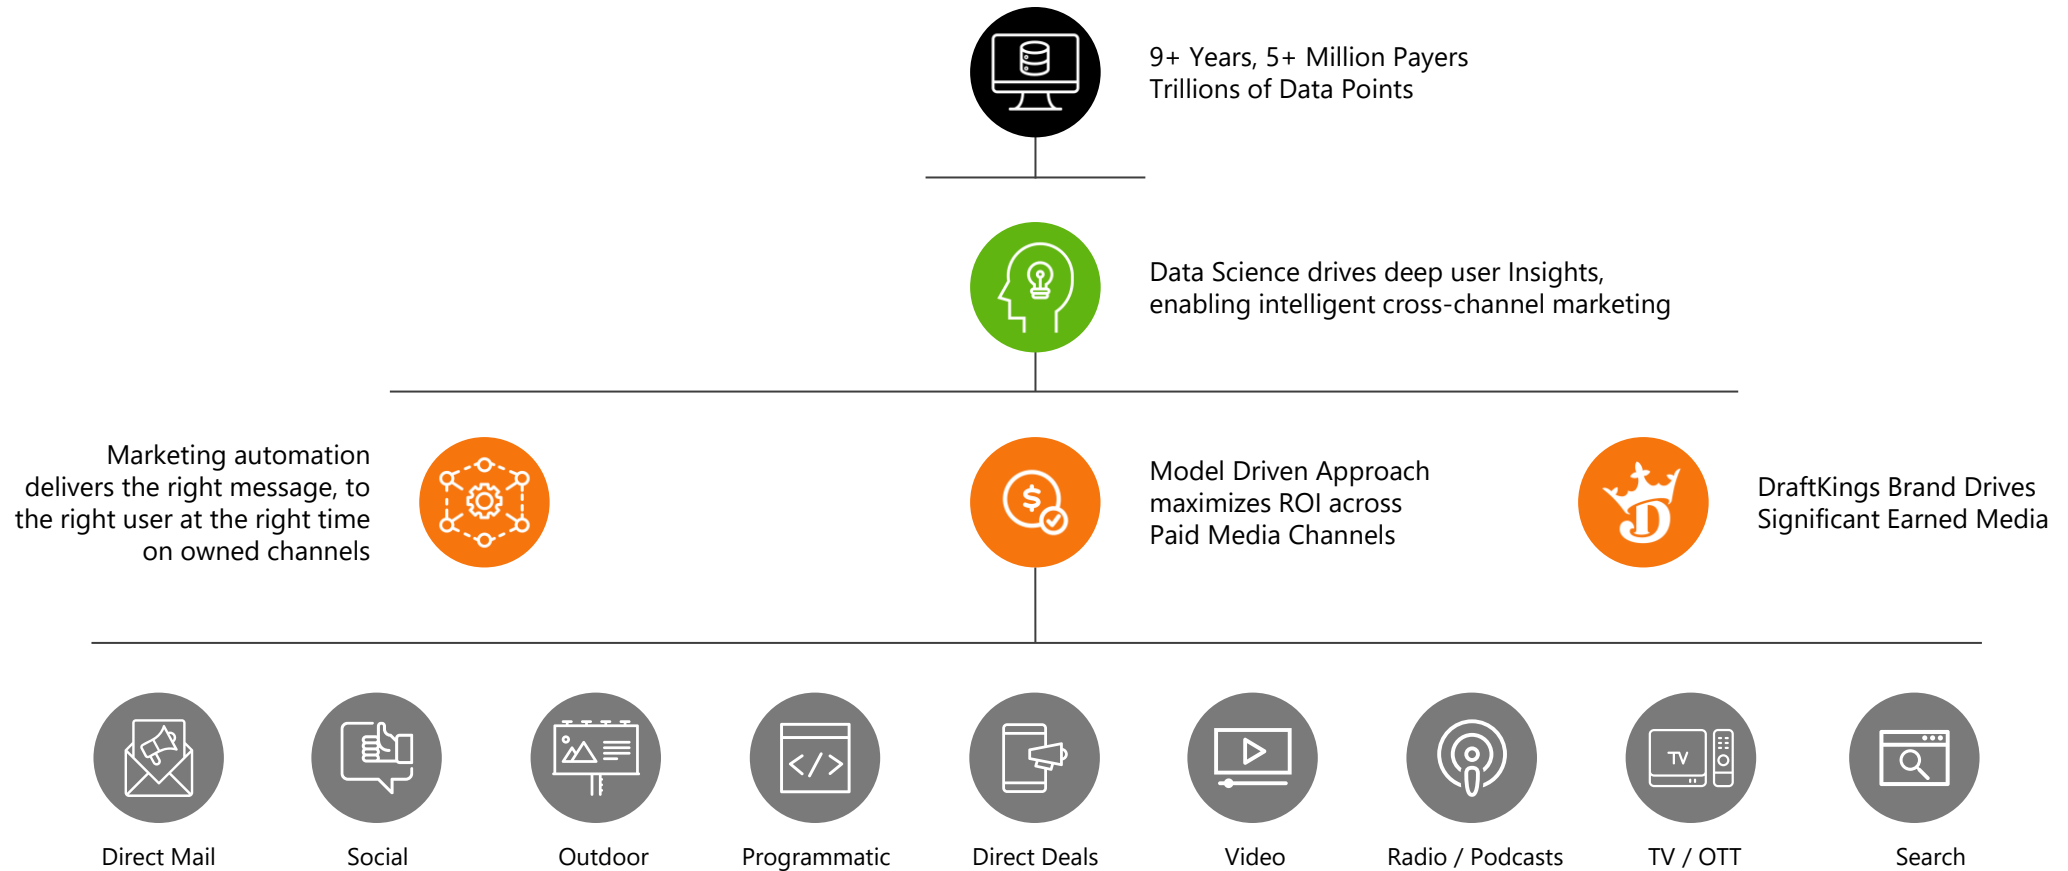 9+ Years, 5+ Million Payers
Trillions of Data Points
Data Science drives deep user Insights,
enabling intelligent cross-channel marketing
Marketing automation
delivers the right message, to
the right user at the right time
on owned channels
Model Driven Approach
maximizes ROI across
Paid Media Channels
D
DraftKings Brand Drives
Significant Earned Media
$
</>
TV
Direct Mail
Social
Outdoor
Programmatic
Direct Deals
Video
Radio / Podcasts
TV / OTT
Search